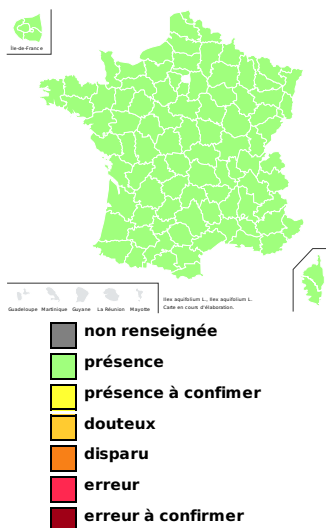 Île-de-France
Guadeloupe Martinique Guyane La Réunion Mayotte
Ilex aquifolium L., Ilex aquifolium L.
Carte en cours d'élaboration.
non renseignée
présence
présence à confimer
douteux
disparu
erreur
erreur à confirmer